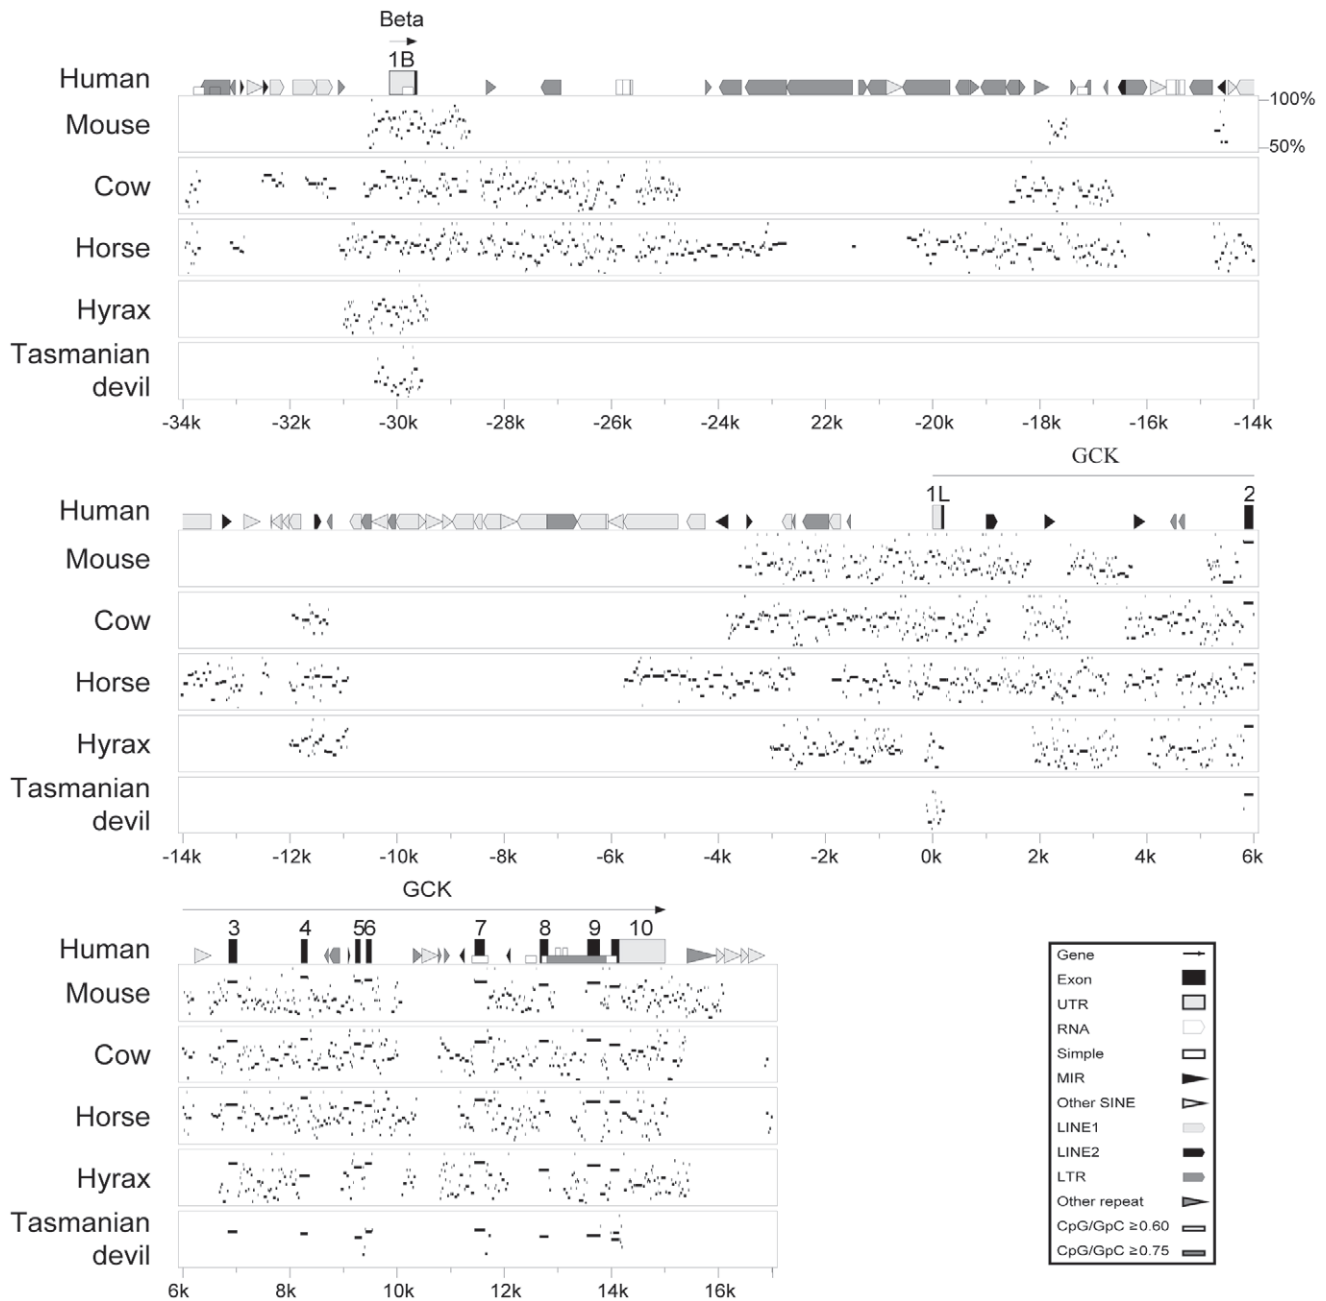 Beta
1B
Human
100%
Mouse
50%
Cow
Horse
Hyrax
Tasmanian
devil
-34k -32k -30k -28k -26k -24k -22k -20k -18k -16k -14k
GCK
1L 2
Human
Mouse
Cow
Horse
Hyrax
Tasmanian
devil
-14k -12k -10k -8k -6k -4k -2k 0k 2k 4k 6k
GCK
3 4 5 6 7 8 9 10
Human
Mouse
Cow
Horse
Hyrax
Tasmanian
devil
6k 8k 10k 12k 14k 16k
Gene
Exon
UTR
RNA
Simple
MIR
Other SINE
LINE1
LINE2
LTR
Other repeat
CpG/GpC ≥0.60
CpG/GpC ≥0.75